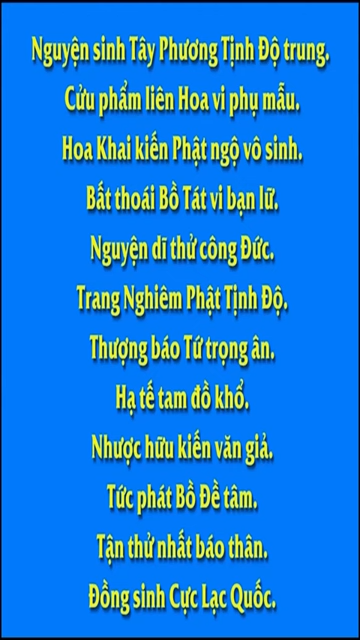 Nguyện sinh Tây Phương Tịnh Độ trung.
Cửu phẩm liên Hoa vi phụ mẫu.
Hoa Khai kiến Phật ngộ vô sinh.
Bất thoái Bồ Tát vi bạn lữ.
Nguyện dĩ thử công Đức.
Trang Nghiêm Phật Tịnh Độ.
Thượng báo Tứ trọng ân.
Hạ tế tam đồ khổ.
Nhược hữu kiến văn giả.
Tức phát Bồ Đề tâm.
Tận thử nhất báo thân.
Đồng sinh Cực Lạc Quốc.